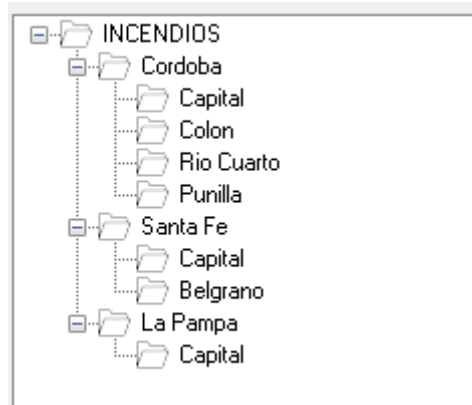 INCENDIOS
Cordoba
Capital
Colon
Rio Cuarto
Punilla
Santa Fe
Capital
Belgrano
La Pampa
Capital